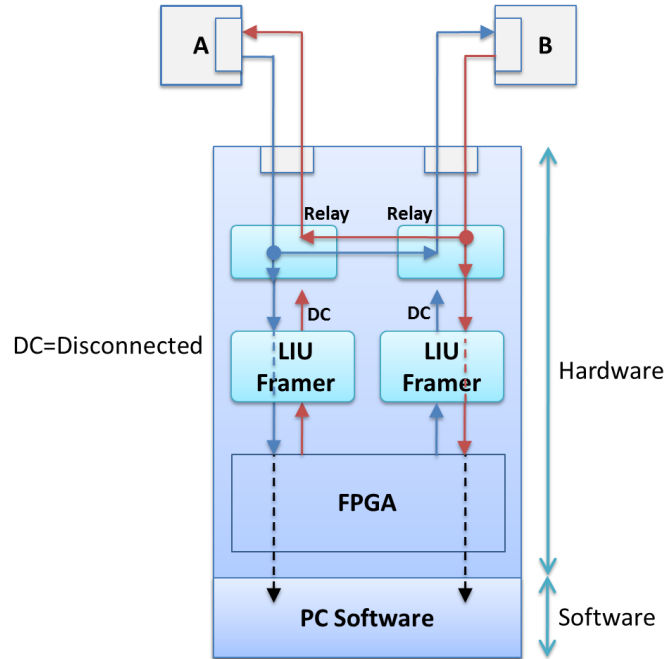 A
B
Relay
Relay
DC
DC
DC=Disconnected
LIU
Framer
LIU
Framer
Hardware
FPGA
PC Software
Software